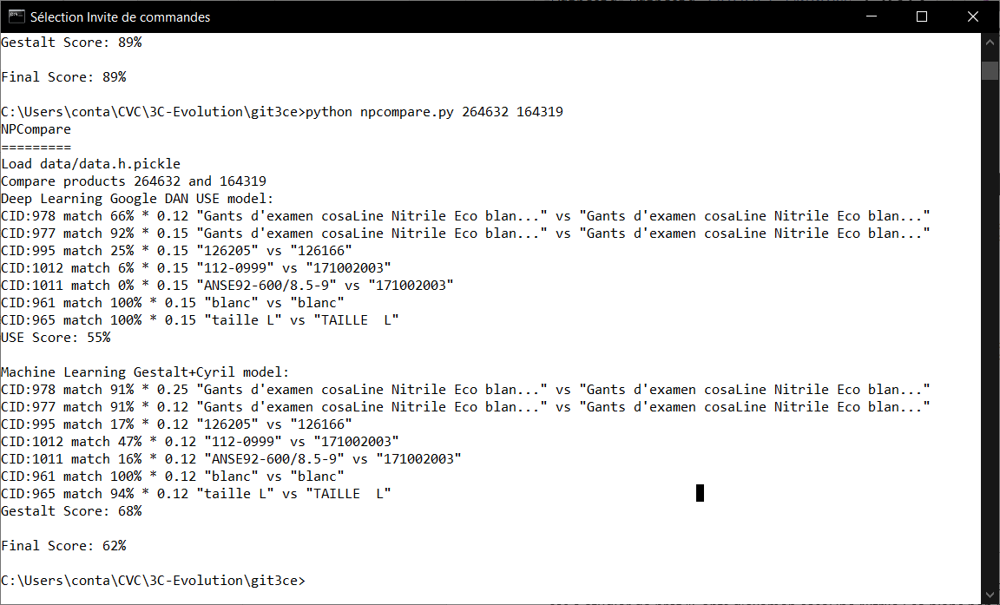 Sélection Invite de commandes
Gestalt Score: 89%
Final Score: 89%
C:\Users\conta\CVC\3C-Evolution\git3ce>python npcompare.py 264632 164319
NPCompare
=========
Load data/data.h.pickle
Compare products 264632 and 164319
Deep Learning Google DAN USE model:
CID:978 match 66% * 0.12 "Gants d'examen cosaLine Nitrile Eco blan..." vs "Gants d'examen cosaLine Nitrile Eco blan..."
CID:977 match 92% * 0.15 "Gants d'examen cosaLine Nitrile Eco blan..." vs "Gants d'examen cosaLine Nitrile Eco blan..."
CID:995 match 25% * 0.15 "126205" vs "126166"
CID:1012 match 6% * 0.15 "112-0999" vs "171002003"
CID:1011 match 0% * 0.15 "ANSE92-600/8.5-9" vs "171002003"
CID:961 match 100% * 0.15 "blanc" vs "blanc"
CID:965 match 100% * 0.15 "taille L" vs "TAILLE  L"
USE Score: 55%
Machine Learning Gestalt+Cyril model:
CID:978 match 91% * 0.25 "Gants d'examen cosaLine Nitrile Eco blan..." vs "Gants d'examen cosaLine Nitrile Eco blan..."
CID:977 match 91% * 0.12 "Gants d'examen cosaLine Nitrile Eco blan..." vs "Gants d'examen cosaLine Nitrile Eco blan..."
CID:995 match 17% * 0.12 "126205" vs "126166"
CID:1012 match 47% * 0.12 "112-0999" vs "171002003"
CID:1011 match 16% * 0.12 "ANSE92-600/8.5-9" vs "171002003"
CID:961 match 100% * 0.12 "blanc" vs "blanc"
CID:965 match 94% * 0.12 "taille L" vs "TAILLE  L"
Gestalt Score: 68%
Final Score: 62%
C:\Users\conta\CVC\3C-Evolution\git3ce>